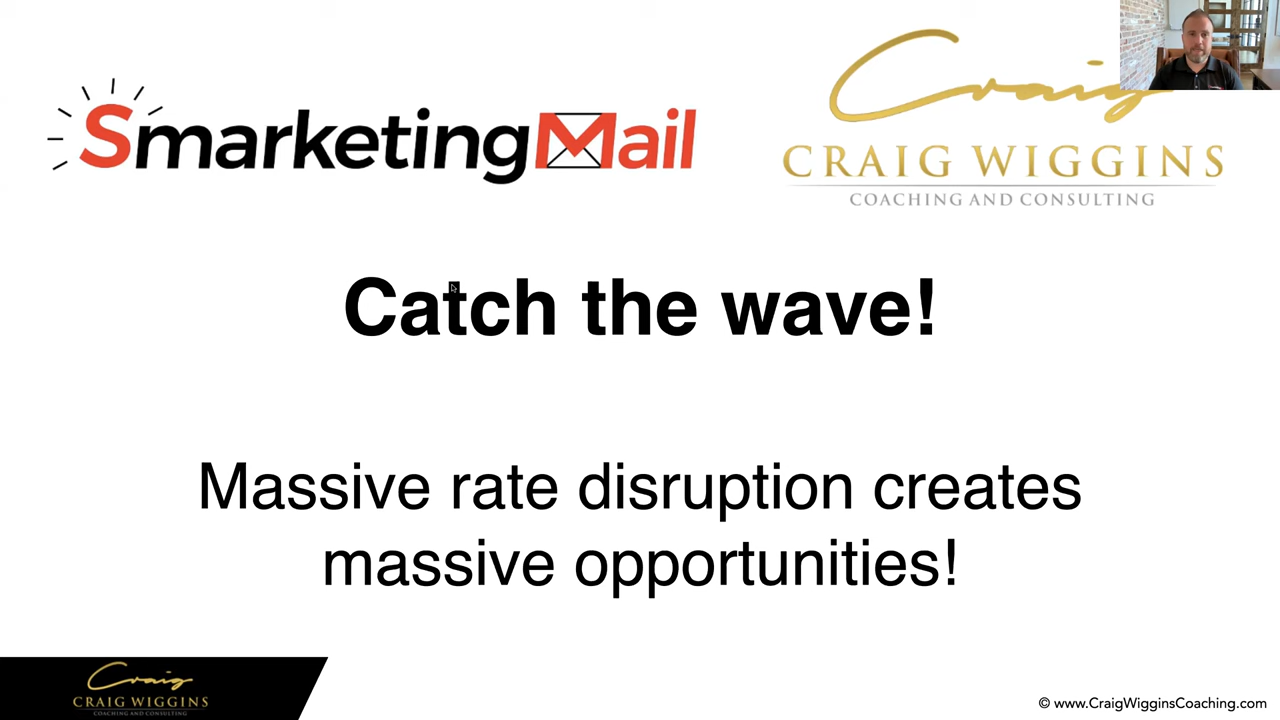 SmarketingMail
Craig
CRAIG WIGGINS
COACHING AND CONSULTING
Catch the wave!
Massive rate disruption creates
massive opportunities!
Craig
CRAIG WIGGINS
COACHING AND CONSULTING
© www.CraigWigginsCoaching.com